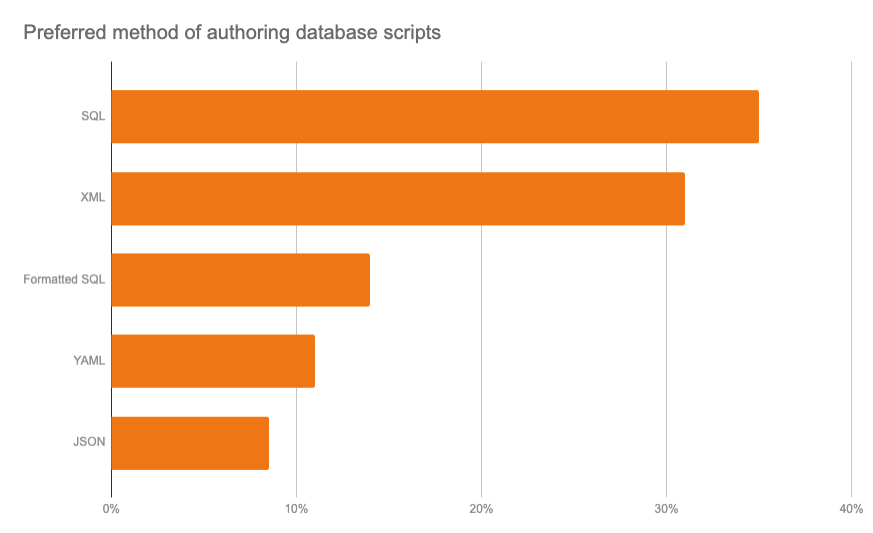 Preferred method of authoring database scripts
SQL
XML
Formatted SQL
YAML
JSON
0% 10% 20% 30% 40%